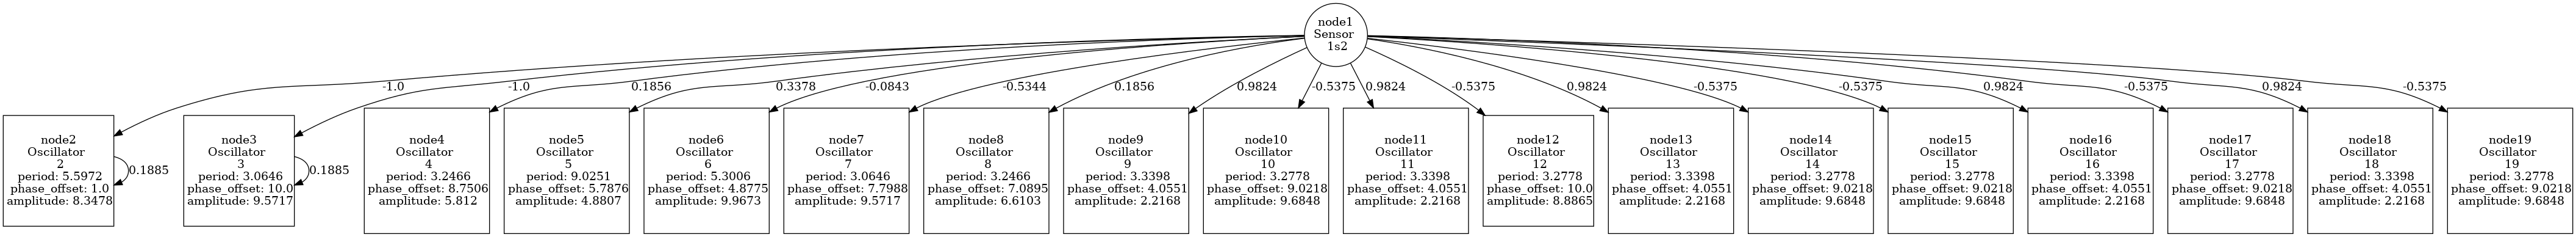 node1
Sensor
1s2
-1.0
-1.0
0.1856
0.3378
-0.0843
-0.5344
0.1856
0.9824
-0.5375
0.9824
-0.5375
0.9824
-0.5375
-0.5375
0.9824
-0.5375
0.9824
-0.5375
node2
Oscillator
2
period: 5.5972
phase_offset: 1.0
amplitude: 8.3478
0.1885
node3
Oscillator
3
period: 3.0646
phase_offset: 10.0
amplitude: 9.5717
0.1885
node4
Oscillator
4
period: 3.2466
phase_offset: 8.7506
amplitude: 5.812
node5
Oscillator
5
period: 9.0251
phase_offset: 5.7876
amplitude: 4.8807
node6
Oscillator
6
period: 5.3006
phase_offset: 4.8775
amplitude: 9.9673
node7
Oscillator
7
period: 3.0646
phase_offset: 7.7988
amplitude: 9.5717
node8
Oscillator
8
period: 3.2466
phase_offset: 7.0895
amplitude: 6.6103
node9
Oscillator
9
period: 3.3398
phase_offset: 4.0551
amplitude: 2.2168
node10
Oscillator
10
period: 3.2778
phase_offset: 9.0218
amplitude: 9.6848
node11
Oscillator
11
period: 3.3398
phase_offset: 4.0551
amplitude: 2.2168
node12
Oscillator
12
period: 3.2778
phase_offset: 10.0
amplitude: 8.8865
node13
Oscillator
13
period: 3.3398
phase_offset: 4.0551
amplitude: 2.2168
node14
Oscillator
14
period: 3.2778
phase_offset: 9.0218
amplitude: 9.6848
node15
Oscillator
15
period: 3.2778
phase_offset: 9.0218
amplitude: 9.6848
node16
Oscillator
16
period: 3.3398
phase_offset: 4.0551
amplitude: 2.2168
node17
Oscillator
17
period: 3.2778
phase_offset: 9.0218
amplitude: 9.6848
node18
Oscillator
18
period: 3.3398
phase_offset: 4.0551
amplitude: 2.2168
node19
Oscillator
19
period: 3.2778
phase_offset: 9.0218
amplitude: 9.6848